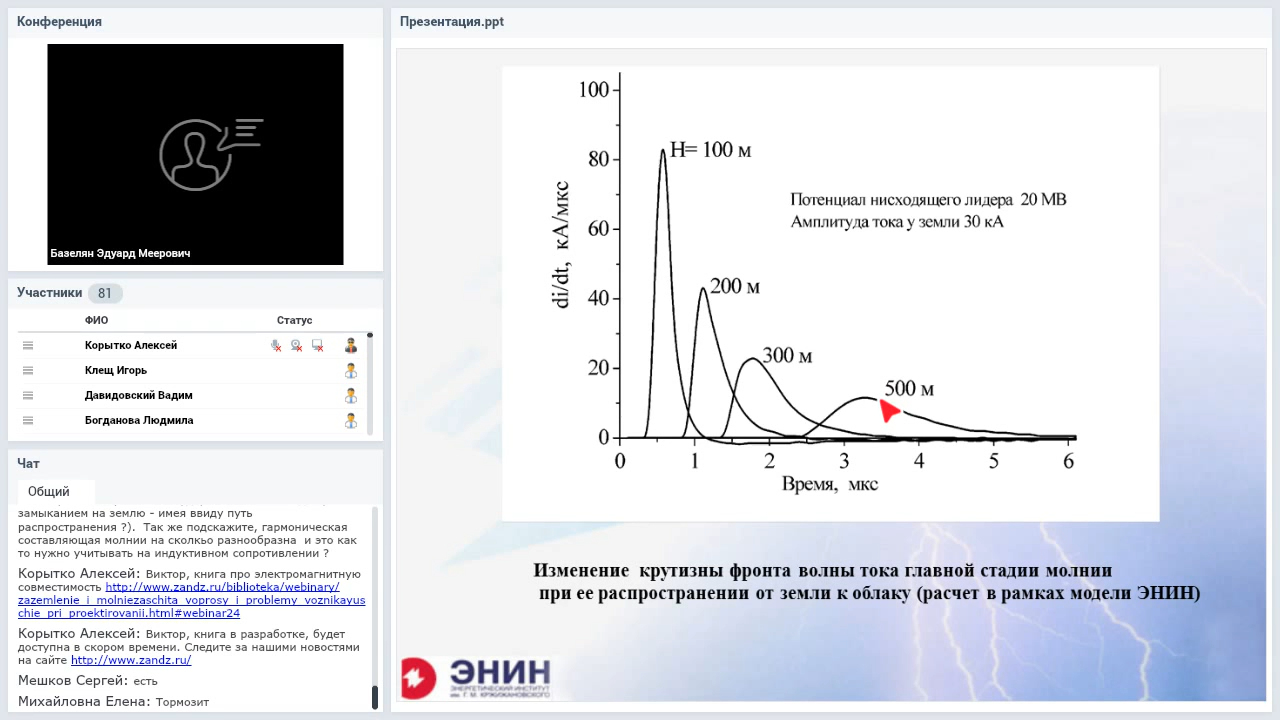 Конференция
Базелян Эдуард Меерович
Участники 81
ФИО Статус
Корытко Алексей
Клещ Игорь
Давидовский Вадим
Богданова Людмила
Чат
Общий
замыканием на землю - имея ввиду путь
распространения ?). Так же подскажите, гармоническая
составляющая молнии на сколкьо разнообразна и это как
то нужно учитывать на индуктивном сопротивлении ?
Корытко Алексей: Виктор, книга про электромагнитную
совместимость http://www.zandz.ru/biblioteka/webinary/
zazemlenie_i_molniezaschita_voprosy_i_problemy_voznikayus
chie_pri_proektirovanii.html#webinar24
Корытко Алексей: Виктор, книга в разработке, будет
доступна в скором времени. Следите за нашими новостями
на сайте http://www.zandz.ru/
Мешков Сергей: есть
Михайловна Елена: Тормозит
Презентация.ppt
100
80
60
40
20
0
di/dt, кА/мкс
H= 100 м
200 м
300 м
500 м
Потенциал нисходящего лидера 20 МВ
Амплитуда тока у земли 30 кА
0 1 2 3 4 5 6
Время, мкс
Изменение крутизны фронта волны тока главной стадии молнии
при ее распространении от земли к облаку (расчет в рамках модели ЭНИН)
ЭНИН
ЭНЕРГЕТИЧЕСКИЙ ИНСТИТУТ
им. Г. М. КРЖИЖАНОВСКОГО